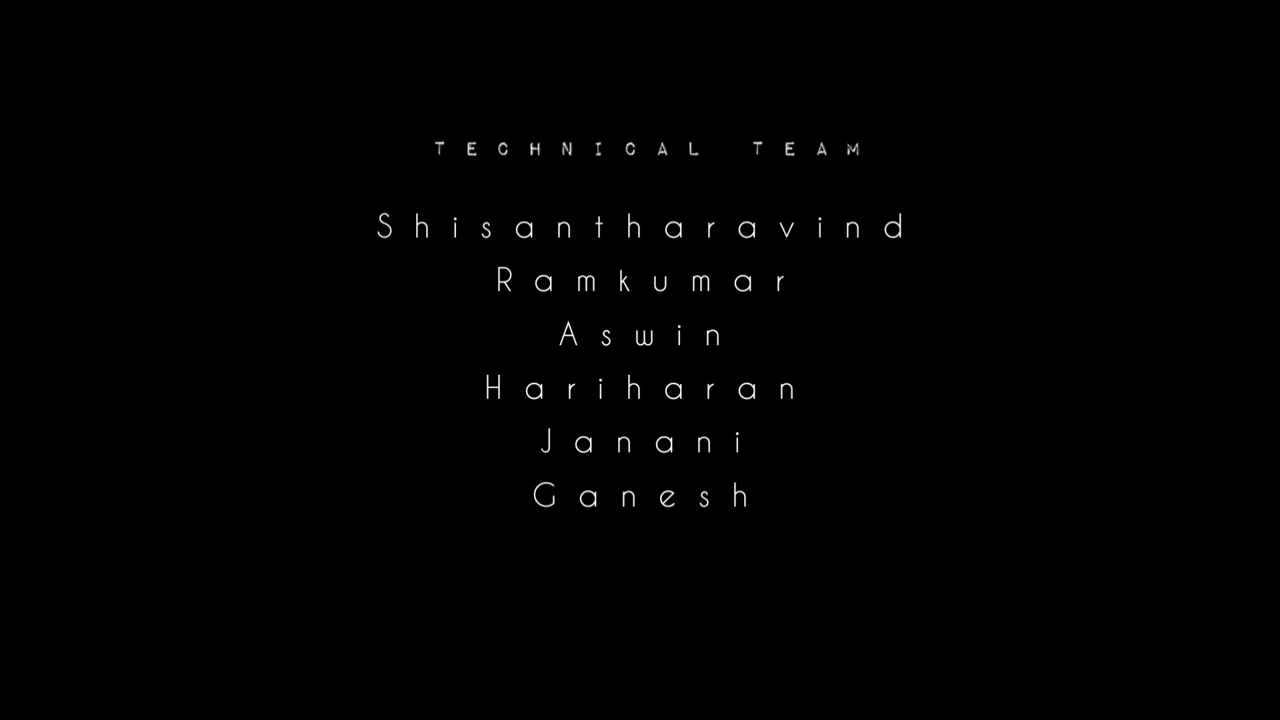 TECHNICAL TEAM
Shisantharavind
Ramkumar
Aswin
Hariharan
Janani
Ganesh